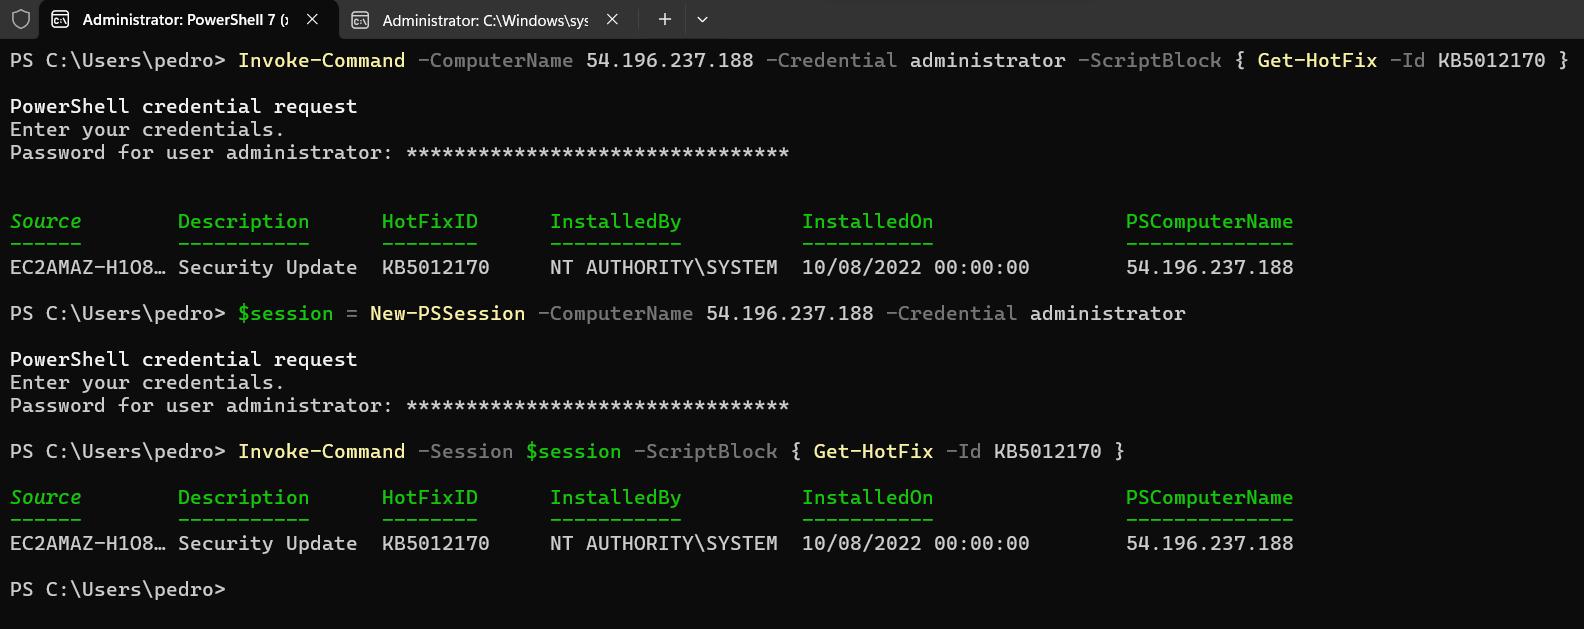 Administrator: PowerShell 7 (x
Administrator: C:\Windows\sys
PS C:\Users\pedro> Invoke-Command -ComputerName 54.196.237.188 -Credential administrator -ScriptBlock { Get-HotFix -Id KB5012170 }
PowerShell credential request
Enter your credentials.
Password for user administrator: ********************************
Source Description HotFixID InstalledBy InstalledOn PSComputerName
------ ----------- -------- ----------- ----------- --------------
EC2AMAZ-H1O8… Security Update KB5012170 NT AUTHORITY\SYSTEM 10/08/2022 00:00:00 54.196.237.188
PS C:\Users\pedro> $session = New-PSSession -ComputerName 54.196.237.188 -Credential administrator
PowerShell credential request
Enter your credentials.
Password for user administrator: ********************************
PS C:\Users\pedro> Invoke-Command -Session $session -ScriptBlock { Get-HotFix -Id KB5012170 }
Source Description HotFixID InstalledBy InstalledOn PSComputerName
------ ----------- -------- ----------- ----------- --------------
EC2AMAZ-H1O8… Security Update KB5012170 NT AUTHORITY\SYSTEM 10/08/2022 00:00:00 54.196.237.188
PS C:\Users\pedro>